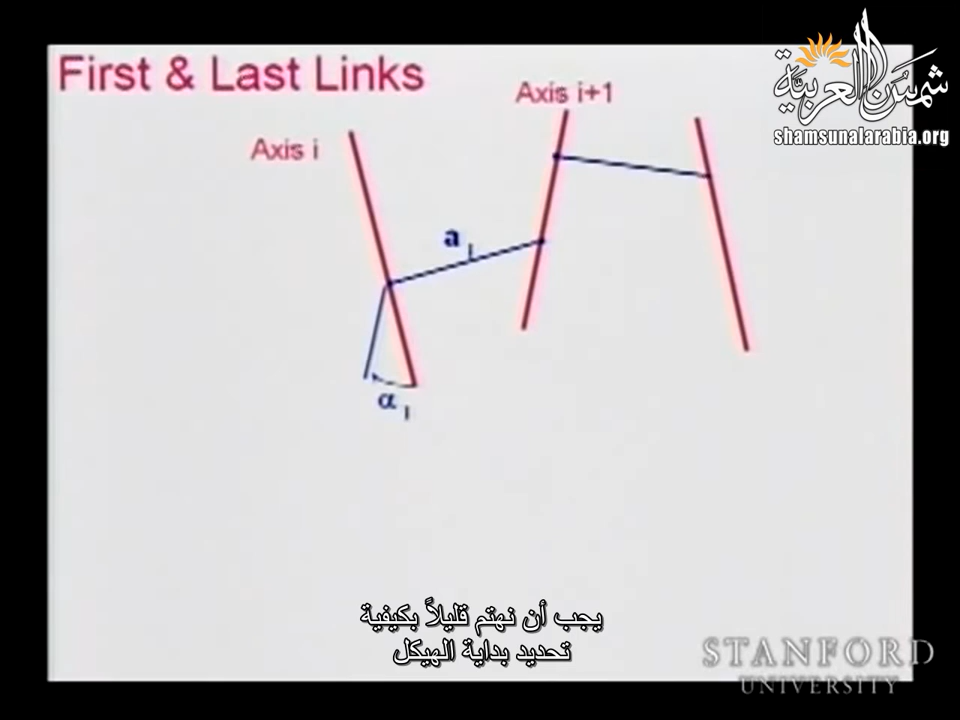 First & Last Links
شمس العربية
shamsunalarabia.org
Axis i+1
Axis i
a i
α i
يجب أن نهتم قليلاً بكيفية
تحديد بداية الهيكل
STANFORD
UNIVERSITY